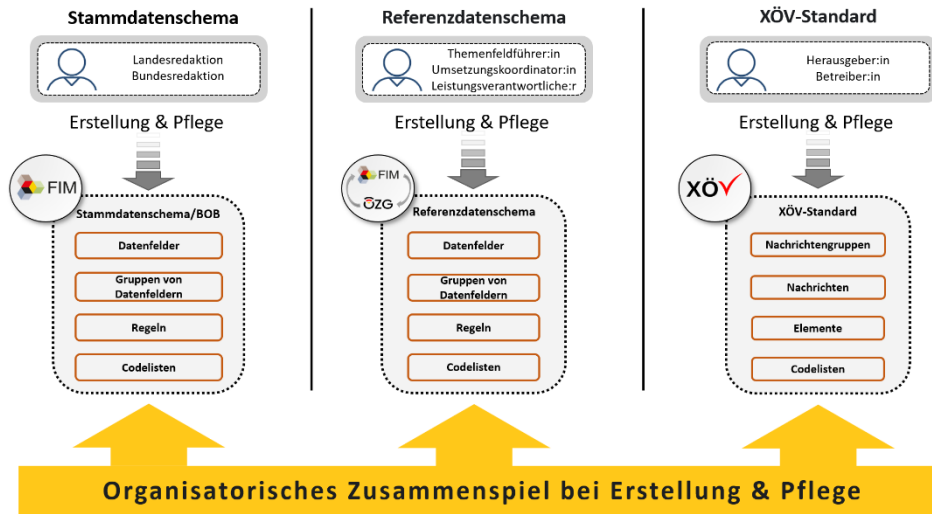 Stammdatenschema
Landesredaktion
Bundesredaktion
Erstellung & Pflege
FIM
Stammdatenschema/BOB
Datenfelder
Gruppen von
Datenfeldern
Regeln
Codelisten
Referenzdatenschema
Themenfeldführer:in
Umsetzungskoordinator:in
Leistungsverantwortliche:r
Erstellung & Pflege
FIM
OZG
Referenzdatenschema
Datenfelder
Gruppen von
Datenfeldern
Regeln
Codelisten
XÖV-Standard
Herausgeber:in
Betreiber:in
Erstellung & Pflege
XÖV
XÖV-Standard
Nachrichtengruppen
Nachrichten
Elemente
Codelisten
Organisatorisches Zusammenspiel bei Erstellung & Pflege